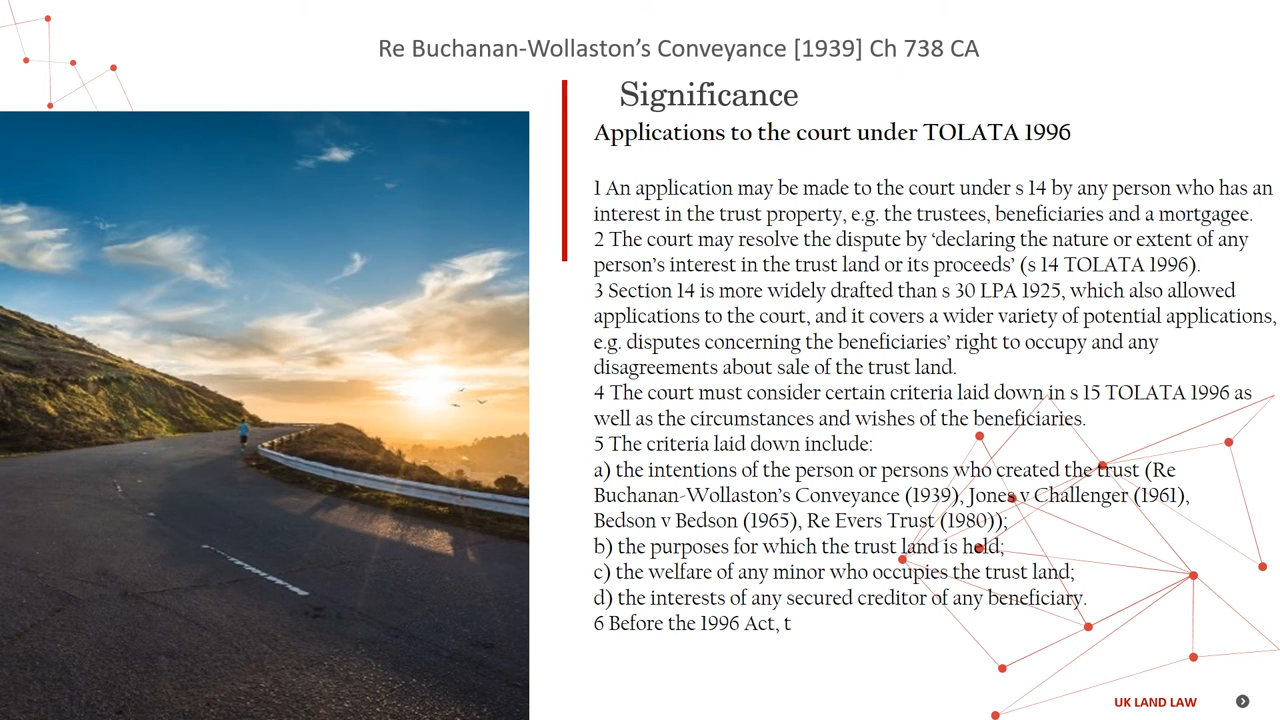 Re Buchanan-Wollaston’s Conveyance [1939] Ch 738 CA
Significance
Applications to the court under TOLATA 1996
1 An application may be made to the court under s 14 by any person who has an
interest in the trust property, e.g. the trustees, beneficiaries and a mortgagee.
2 The court may resolve the dispute by ‘declaring the nature or extent of any
person’s interest in the trust land or its proceeds’ (s 14 TOLATA 1996).
3 Section 14 is more widely drafted than s 30 LPA 1925, which also allowed
applications to the court, and it covers a wider variety of potential applications,
e.g. disputes concerning the beneficiaries’ right to occupy and any
disagreements about sale of the trust land.
4 The court must consider certain criteria laid down in s 15 TOLATA 1996 as
well as the circumstances and wishes of the beneficiaries.
5 The criteria laid down include:
a) the intentions of the person or persons who created the trust (Re
Buchanan-Wollaston’s Conveyance (1939), Jones v Challenger (1961),
Bedson v Bedson (1965), Re Evers Trust (1980));
b) the purposes for which the trust land is held;
c) the welfare of any minor who occupies the trust land;
d) the interests of any secured creditor of any beneficiary.
6 Before the 1996 Act, t
UK LAND LAW